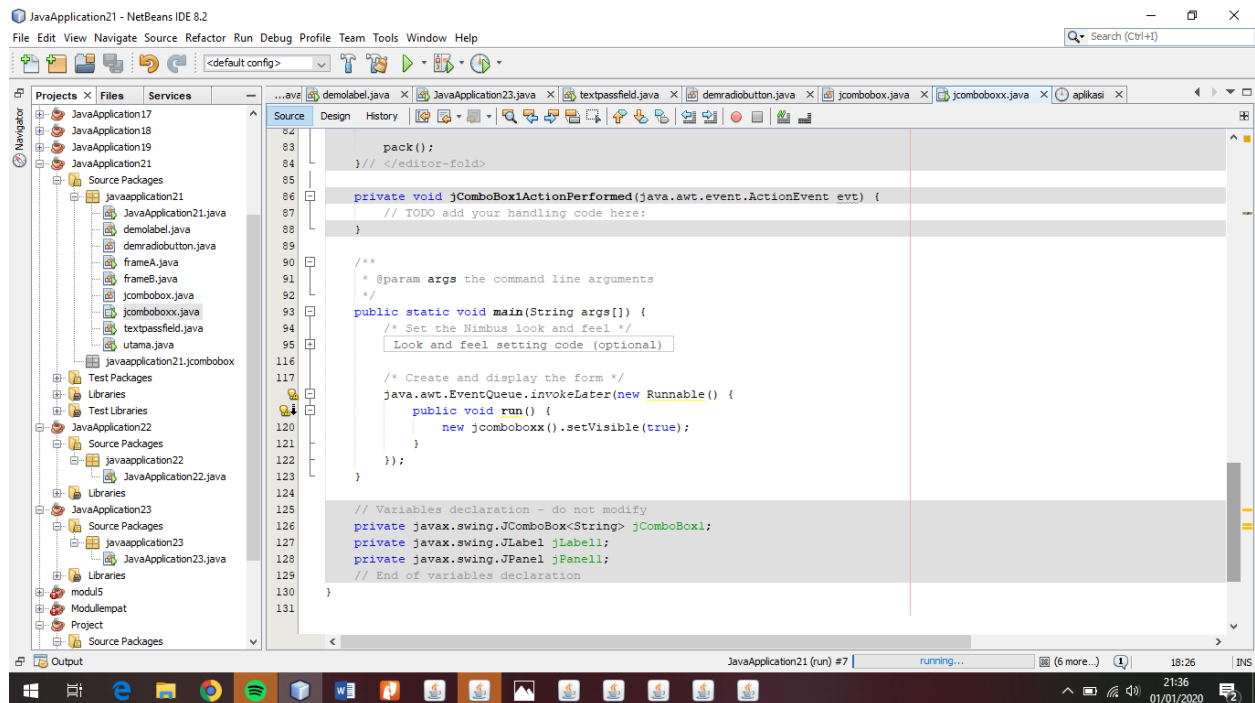 JavaApplication21 - NetBeans IDE 8.2
File Edit View Navigate Source Refactor Run Debug Profile Team Tools Window Help
Search (Ctrl+I)
<default config>
Projects Files Services
...ava demolabel.java JavaApplication23.java textpassfield.java demradiobutton.java jcombobox.java jcomboboxx.java aplikasi
Navigator
Source Design History
JavaApplication17
JavaApplication18
JavaApplication19
JavaApplication21
Source Packages
javaapplication21
JavaApplication21.java
demolabel.java
demradiobutton.java
frameA.java
frameB.java
jcombobox.java
jcomboboxx.java
textpassfield.java
utama.java
javaapplication21.jcombobox
Test Packages
Libraries
Test Libraries
JavaApplication22
Source Packages
javaapplication22
JavaApplication22.java
Libraries
JavaApplication23
Source Packages
javaapplication23
JavaApplication23.java
Libraries
modul5
Modullempat
Project
Source Packages
82
83 pack();
84 }// </editor-fold>
85
86 private void jComboBox1ActionPerformed(java.awt.event.ActionEvent evt) {
87 // TODO add your handling code here:
88 }
89
90 /**
91 * @param args the command line arguments
92 */
93 public static void main(String args[]) {
94 /* Set the Nimbus look and feel */
95 Look and feel setting code (optional)
116
117 /* Create and display the form */
java.awt.EventQueue.invokeLater(new Runnable() {
public void run() {
120 new jcomboboxx().setVisible(true);
121 }
122 });
123 }
124
125 // Variables declaration - do not modify
126 private javax.swing.JComboBox<String> jComboBox1;
127 private javax.swing.JLabel jLabel1;
128 private javax.swing.JPanel jPanel1;
129 // End of variables declaration
130 }
131
Output
JavaApplication21 (run) #7
running...
(6 more...)
1
18:26
INS
21:36
01/01/2020
2